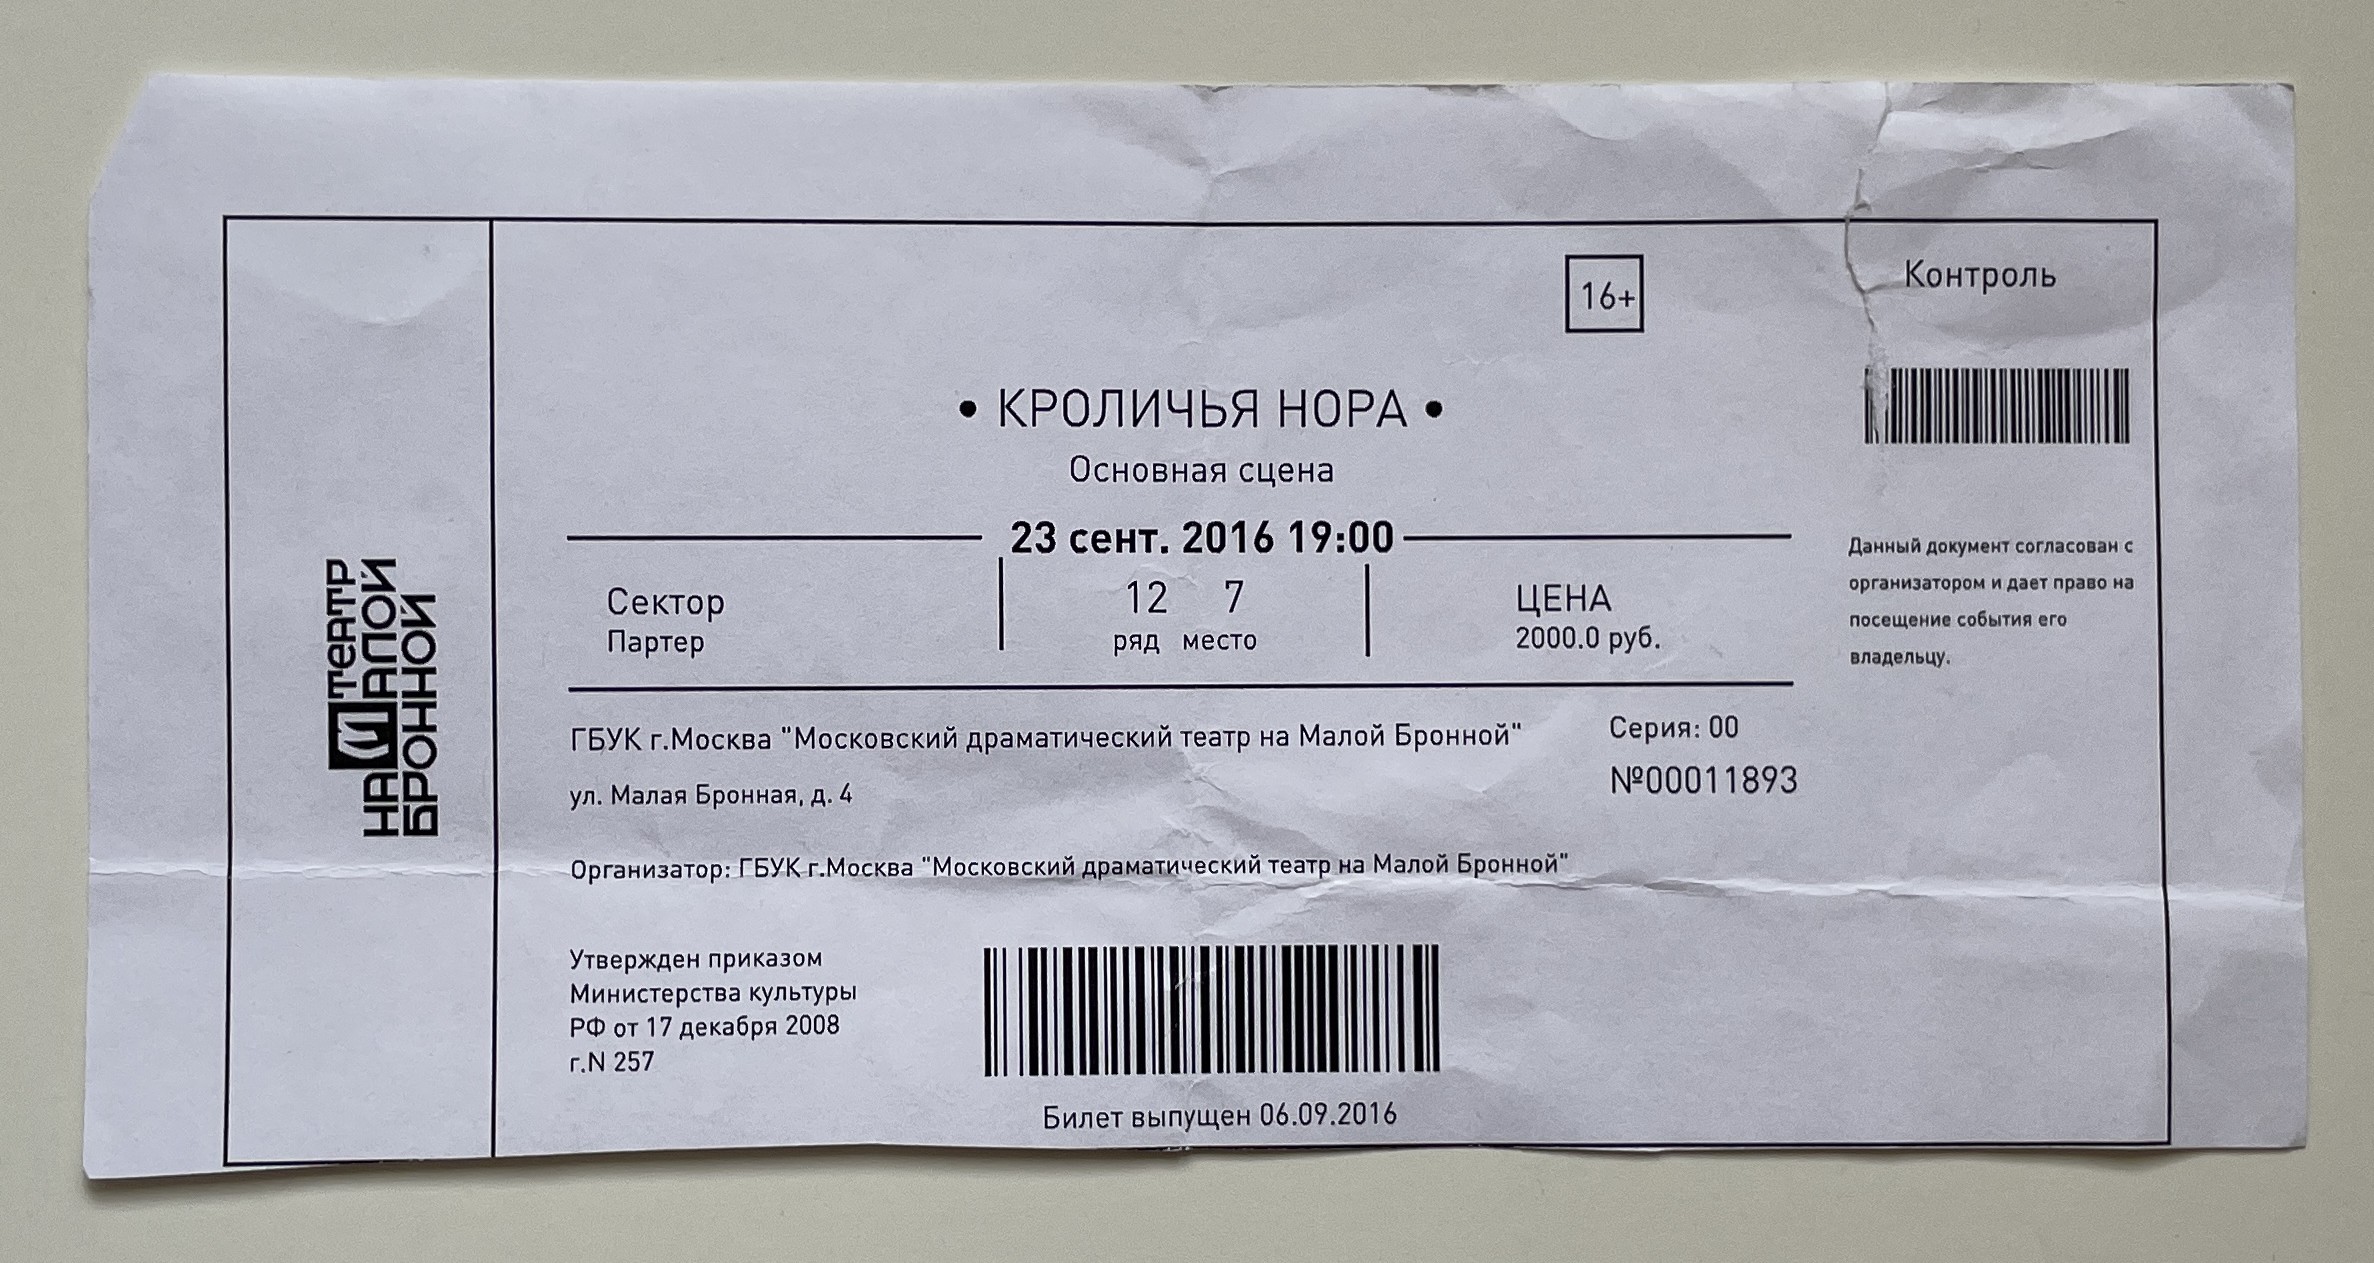 ТЕАТР
НА МАЛОЙ
БРОННОЙ
16+
• КРОЛИЧЬЯ НОРА •
Основная сцена
23 сент. 2016 19:00
Сектор
Партер
12 7
ряд место
ЦЕНА
2000.0 руб.
ГБУК г.Москва "Московский драматический театр на Малой Бронной"
ул. Малая Бронная, д. 4
Серия: 00
№00011893
Организатор: ГБУК г.Москва "Московский драматический театр на Малой Бронной"
Утвержден приказом
Министерства культуры
РФ от 17 декабря 2008
г.N 257
Билет выпущен 06.09.2016
Контроль
Данный документ согласован с
организатором и дает право на
посещение события его
владельцу.